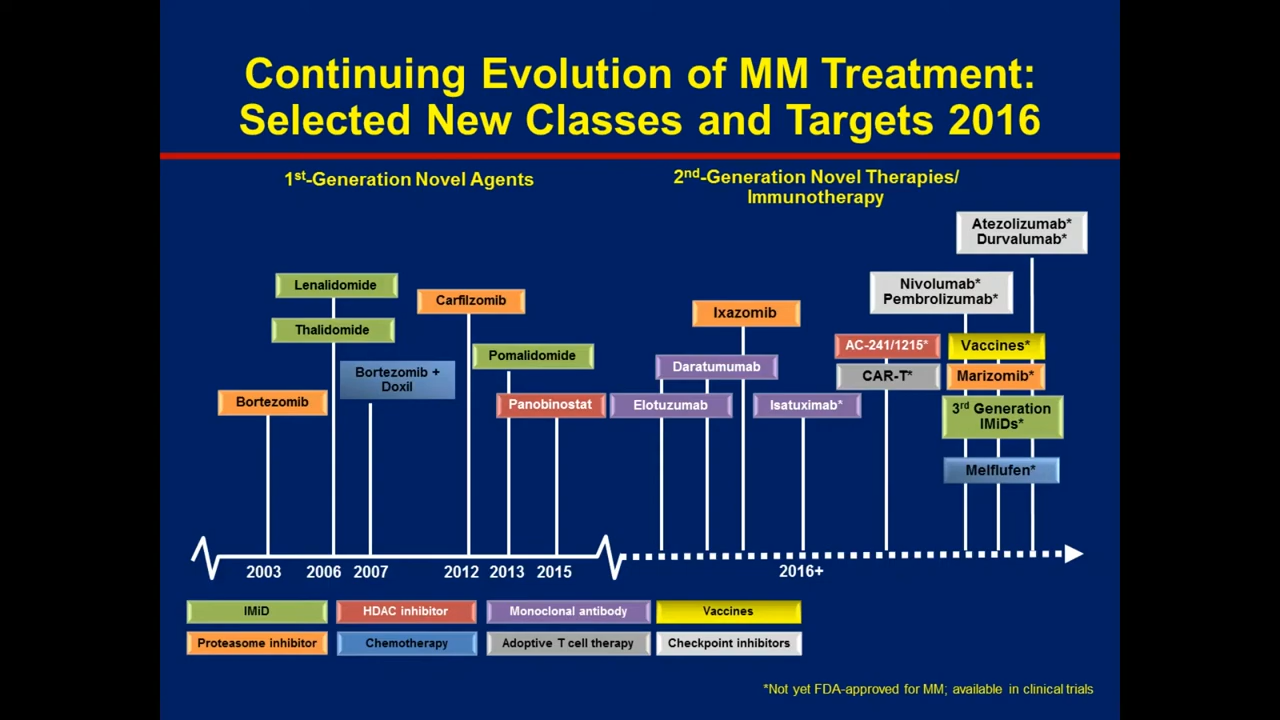 Continuing Evolution of MM Treatment:
Selected New Classes and Targets 2016
1st-Generation Novel Agents
2nd-Generation Novel Therapies/
Immunotherapy
Atezolizumab*
Durvalumab*
Lenalidomide
Carfilzomib
Nivolumab*
Pembrolizumab*
Ixazomib
Thalidomide
Pomalidomide
AC-241/1215*
Vaccines*
Bortezomib +
Doxil
Daratumumab
CAR-T*
Marizomib*
Bortezomib
Panobinostat
Elotuzumab
Isatuximab*
3rd Generation
IMiDs*
Melflufen*
2003
2006
2007
2012
2013
2015
2016+
IMiD
HDAC inhibitor
Monoclonal antibody
Vaccines
Proteasome inhibitor
Chemotherapy
Adoptive T cell therapy
Checkpoint inhibitors
*Not yet FDA-approved for MM; available in clinical trials